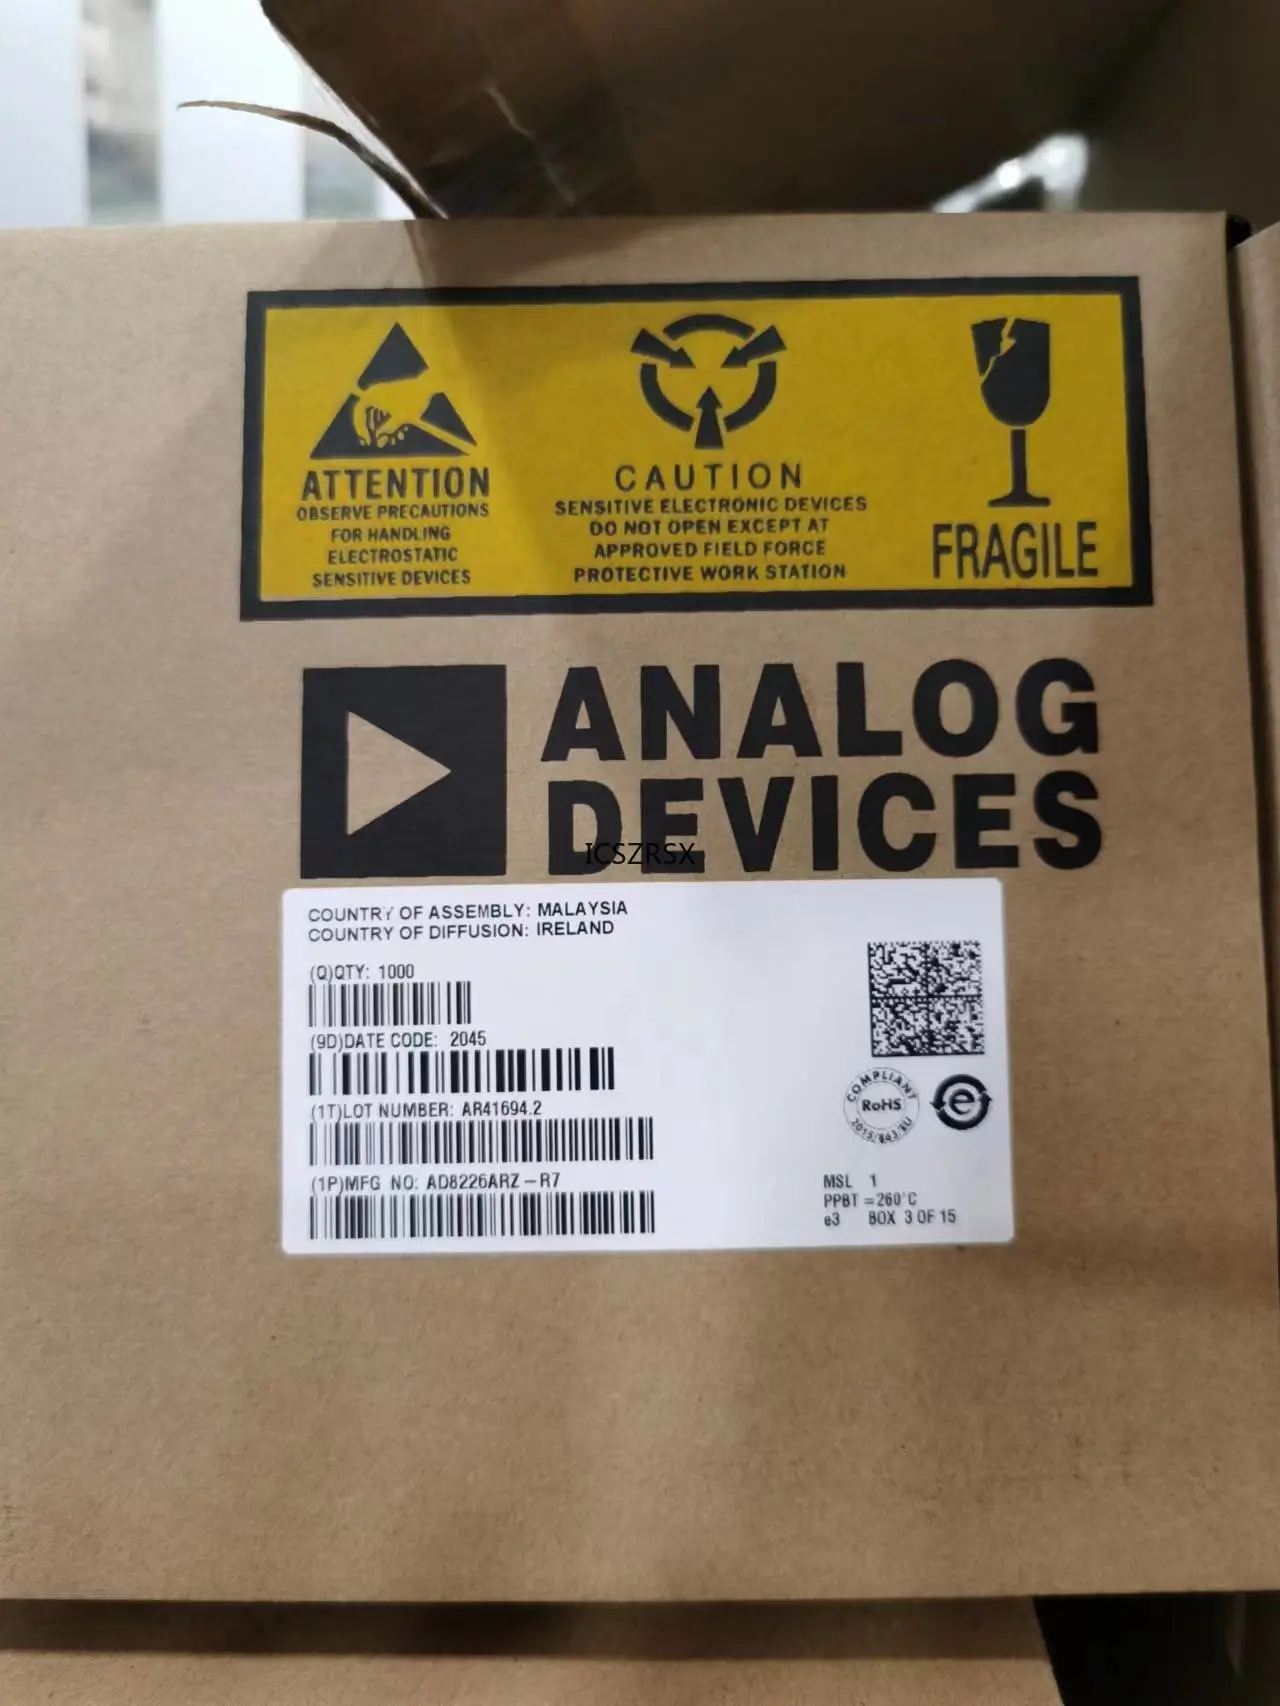 ATTENTION
OBSERVE PRECAUTIONS
FOR HANDLING
ELECTROSTATIC
SENSITIVE DEVICES
CAUTION
SENSITIVE ELECTRONIC DEVICES
DO NOT OPEN EXCEPT AT
APPROVED FIELD FORCE
PROTECTIVE WORK STATION
FRAGILE
ANALOG
DEVICES
ICSZRSX
COUNTRY OF ASSEMBLY: MALAYSIA
COUNTRY OF DIFFUSION: IRELAND
(Q)QTY: 1000
(9D)DATE CODE: 2045
(1T)LOT NUMBER: AR41694.2
(1P)MFG NO: AD8226ARZ-R7
COMPLIANT
RoHS
2015/863/EU
e
MSL 1
PPBT =260°C
e3 BOX 3 OF 15